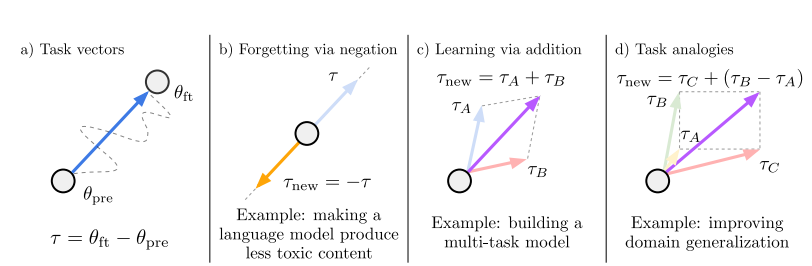 a) Task vectors
θft
θpre
τ = θft − θpre
b) Forgetting via negation
τ
τnew = −τ
Example: making a
language model produce
less toxic content
c) Learning via addition
τnew = τA + τB
τA
τB
Example: building a
multi-task model
d) Task analogies
τnew = τC + (τB − τA)
τB
τA
τC
Example: improving
domain generalization